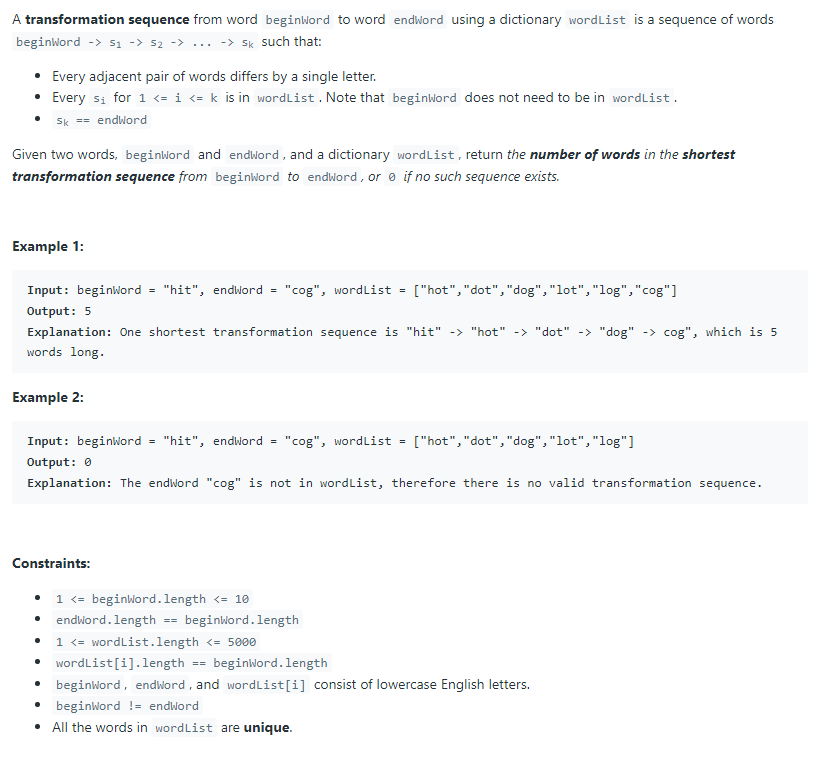 A transformation sequence from word beginWord to word endWord using a dictionary wordList is a sequence of words
beginWord -> s1 -> s2 -> ... -> sk such that:
• Every adjacent pair of words differs by a single letter.
• Every si for 1 <= i <= k is in wordList. Note that beginWord does not need to be in wordList.
• sk == endWord
Given two words, beginWord and endWord, and a dictionary wordList, return the number of words in the shortest
transformation sequence from beginWord to endWord, or 0 if no such sequence exists.
Example 1:
Input: beginWord = "hit", endWord = "cog", wordList = ["hot","dot","dog","lot","log","cog"]
Output: 5
Explanation: One shortest transformation sequence is "hit" -> "hot" -> "dot" -> "dog" -> cog", which is 5
words long.
Example 2:
Input: beginWord = "hit", endWord = "cog", wordList = ["hot","dot","dog","lot","log"]
Output: 0
Explanation: The endWord "cog" is not in wordList, therefore there is no valid transformation sequence.
Constraints:
• 1 <= beginWord.length <= 10
• endWord.length == beginWord.length
• 1 <= wordList.length <= 5000
• wordList[i].length == beginWord.length
• beginWord, endWord, and wordList[i] consist of lowercase English letters.
• beginWord != endWord
• All the words in wordList are unique.